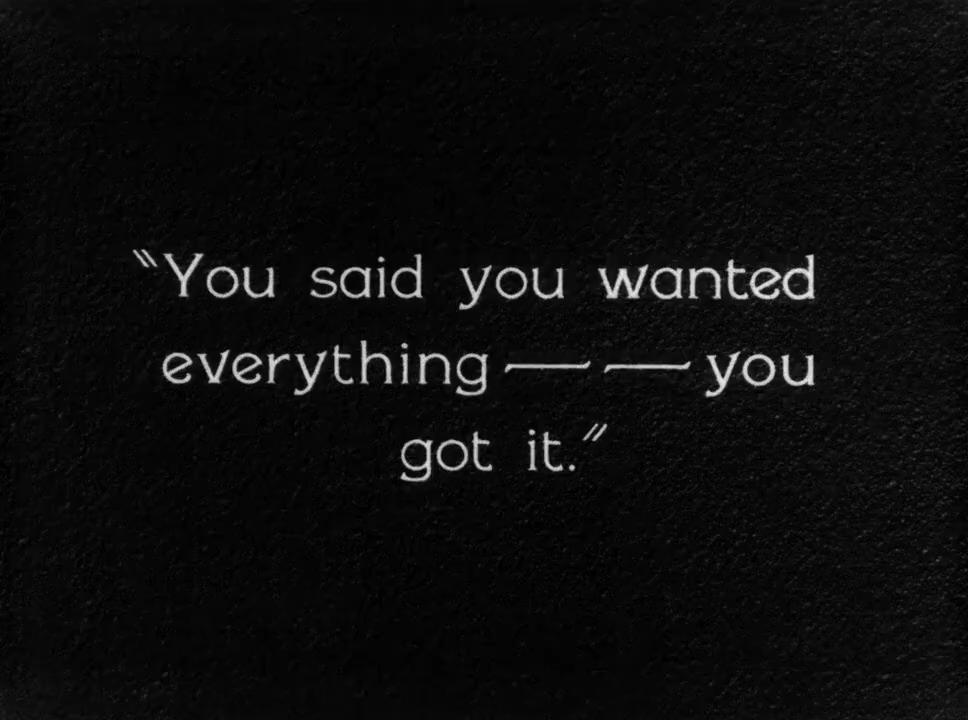 "You said you wanted
everything — — you
got it."